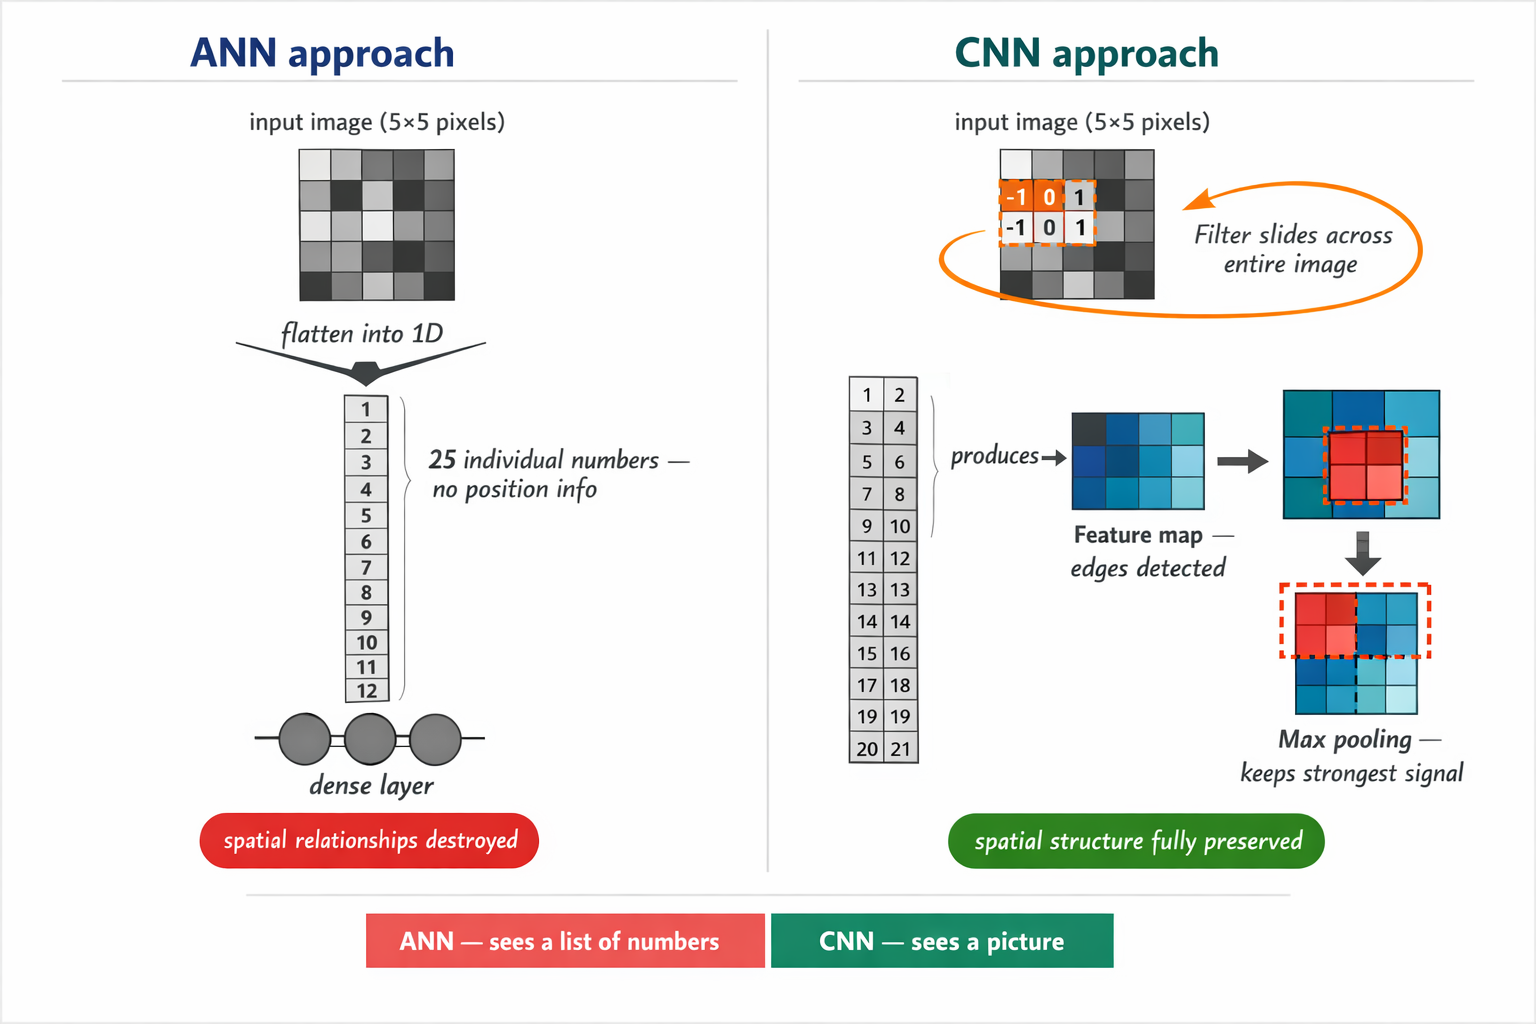 ANN approach
input image (5×5 pixels)
flatten into 1D
1
2
3
4
5
6
7
8
9
10
11
12
25 individual numbers —
no position info
dense layer
spatial relationships destroyed
CNN approach
input image (5×5 pixels)
-1 0 1
-1 0 1
Filter slides across
entire image
1 2
3 4
5 6
7 8
9 10
11 12
13 13
14 14
15 16
17 18
19 19
20 21
produces
Feature map —
edges detected
Max pooling —
keeps strongest signal
spatial structure fully preserved
ANN — sees a list of numbers
CNN — sees a picture